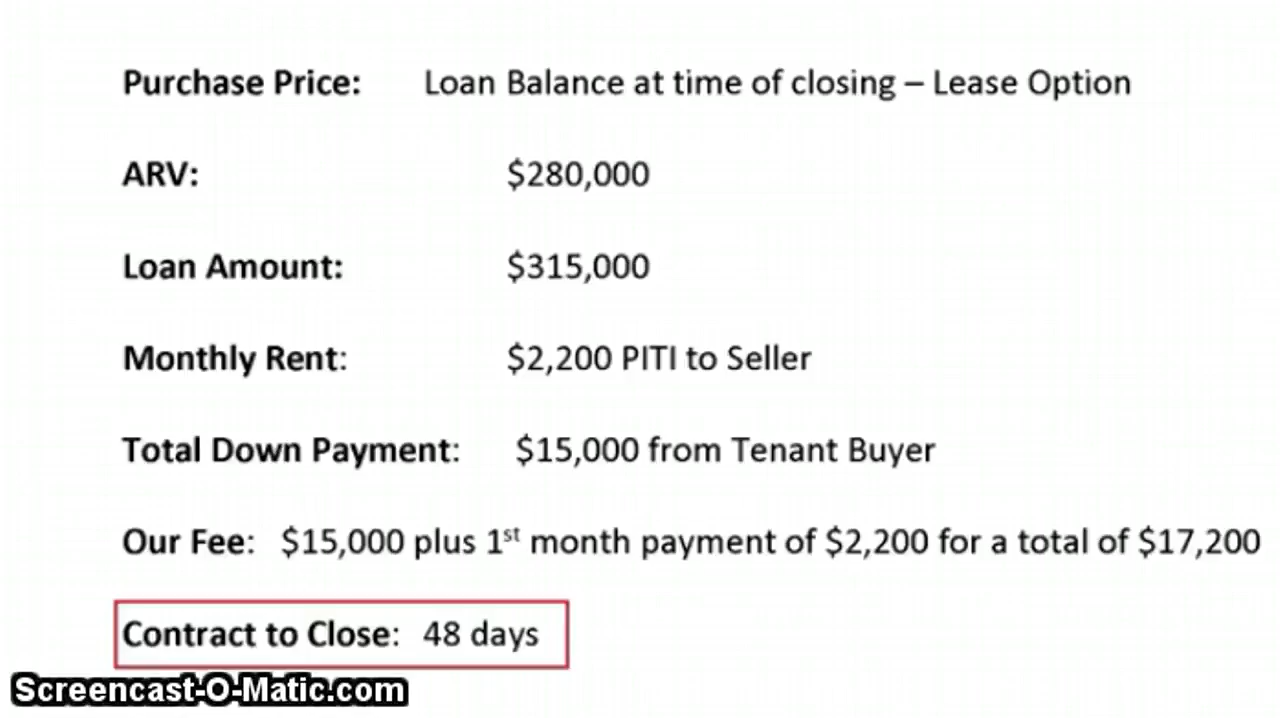 Purchase Price: Loan Balance at time of closing – Lease Option
ARV: $280,000
Loan Amount: $315,000
Monthly Rent: $2,200 PITI to Seller
Total Down Payment: $15,000 from Tenant Buyer
Our Fee: $15,000 plus 1st month payment of $2,200 for a total of $17,200
Contract to Close: 48 days
Screencast-O-Matic.com